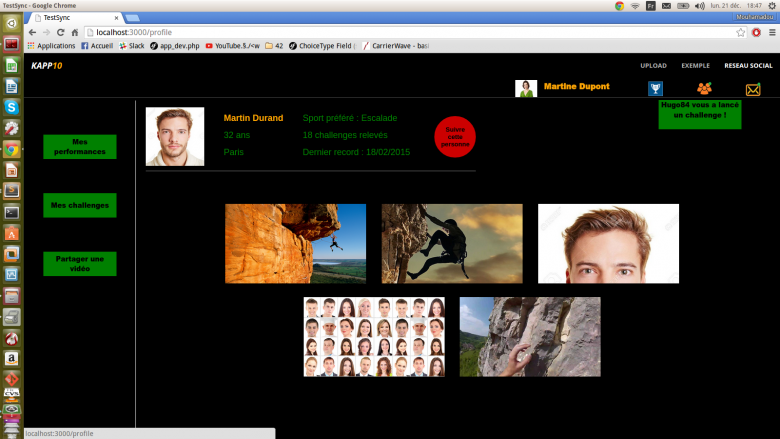 TestSync - Google Chrome
Fr
lun. 21 déc. 18:47
TestSync
Mouhamadou
localhost:3000/profile
Applications
Accueil
Slack
app_dev.php
YouTube.§./<w
42
ChoiceType Field (
CarrierWave - bas
KAPP10
UPLOAD
EXEMPLE
RESEAU SOCIAL
Martine Dupont
Hugo84 vous a lancé
un challenge !
Martin Durand
32 ans
Paris
Sport préféré : Escalade
18 challenges relevés
Dernier record : 18/02/2015
Suivre
cette
personne
Mes
performances
Mes challenges
Partager une
vidéo
localhost:3000/profile